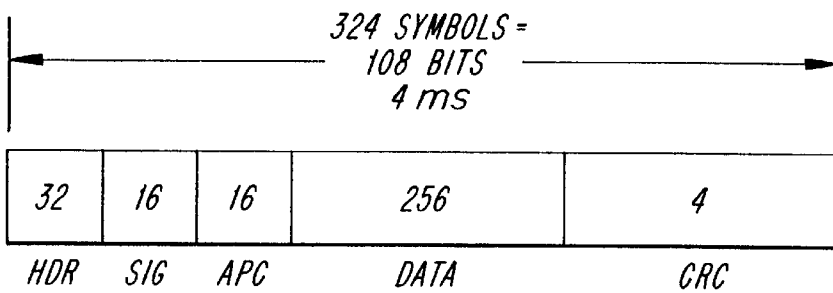 324 SYMBOLS =
108 BITS
4 ms
32 16 16 256 4
HDR SIG APC DATA CRC